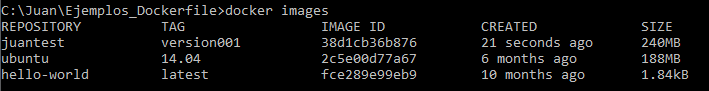 C:\Juan\Ejemplos_Dockerfile>docker images
REPOSITORY TAG IMAGE ID CREATED SIZE
juantest version001 38d1cb36b876 21 seconds ago 240MB
ubuntu 14.04 2c5e00d77a67 6 months ago 188MB
hello-world latest fce289e99eb9 10 months ago 1.84kB